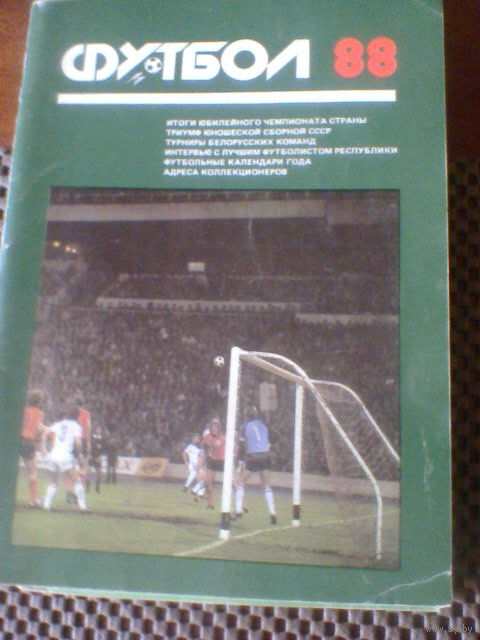 ФУТБОЛ 88
ИТОГИ ЮБИЛЕЙНОГО ЧЕМПИОНАТА СТРАНЫ
ТРИУМФ ЮНОШЕСКОЙ СБОРНОЙ СССР
ТУРНИРЫ БЕЛОРУССКИХ КОМАНД
ИНТЕРВЬЮ С ЛУЧШИМ ФУТБОЛИСТОМ РЕСПУБЛИКИ
ФУТБОЛЬНЫЕ КАЛЕНДАРИ ГОДА
АДРЕСА КОЛЛЕКЦИОНЕРОВ